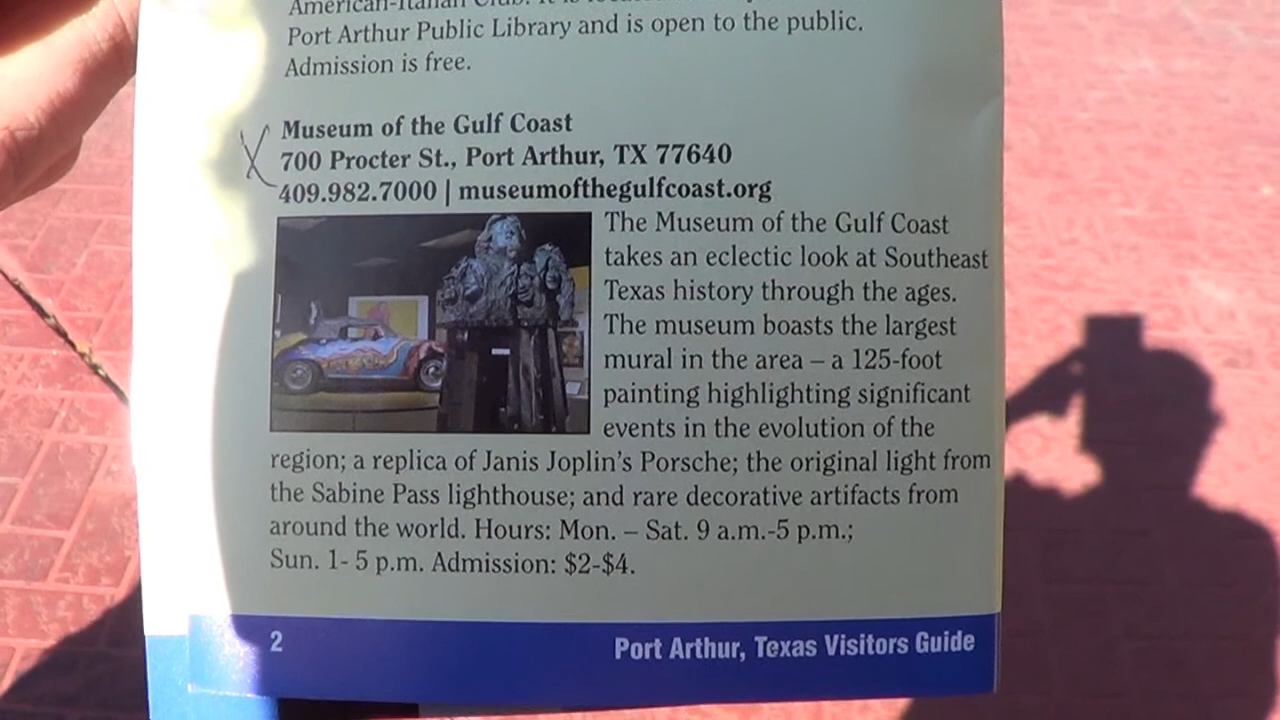 American-Italian Club. It is
Port Arthur Public Library and is open to the public.
Admission is free.
Museum of the Gulf Coast
700 Procter St., Port Arthur, TX 77640
409.982.7000 | museumofthegulfcoast.org
The Museum of the Gulf Coast
takes an eclectic look at Southeast
Texas history through the ages.
The museum boasts the largest
mural in the area – a 125-foot
painting highlighting significant
events in the evolution of the
region; a replica of Janis Joplin's Porsche; the original light from
the Sabine Pass lighthouse; and rare decorative artifacts from
around the world. Hours: Mon. – Sat. 9 a.m.-5 p.m.;
Sun. 1- 5 p.m. Admission: $2-$4.
2
Port Arthur, Texas Visitors Guide